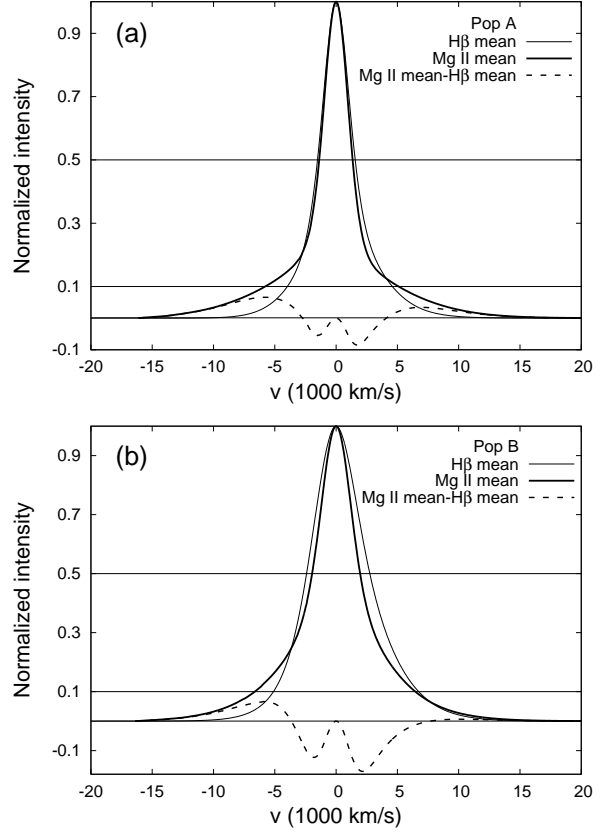 (a)
Pop A
Hβ mean
Mg II mean
Mg II mean-Hβ mean
Normalized intensity
0.9
0.7
0.5
0.3
0.1
-0.1
-20 -15 -10 -5 0 5 10 15 20
v (1000 km/s)
(b)
Pop B
Hβ mean
Mg II mean
Mg II mean-Hβ mean
Normalized intensity
0.9
0.7
0.5
0.3
0.1
-0.1
-20 -15 -10 -5 0 5 10 15 20
v (1000 km/s)